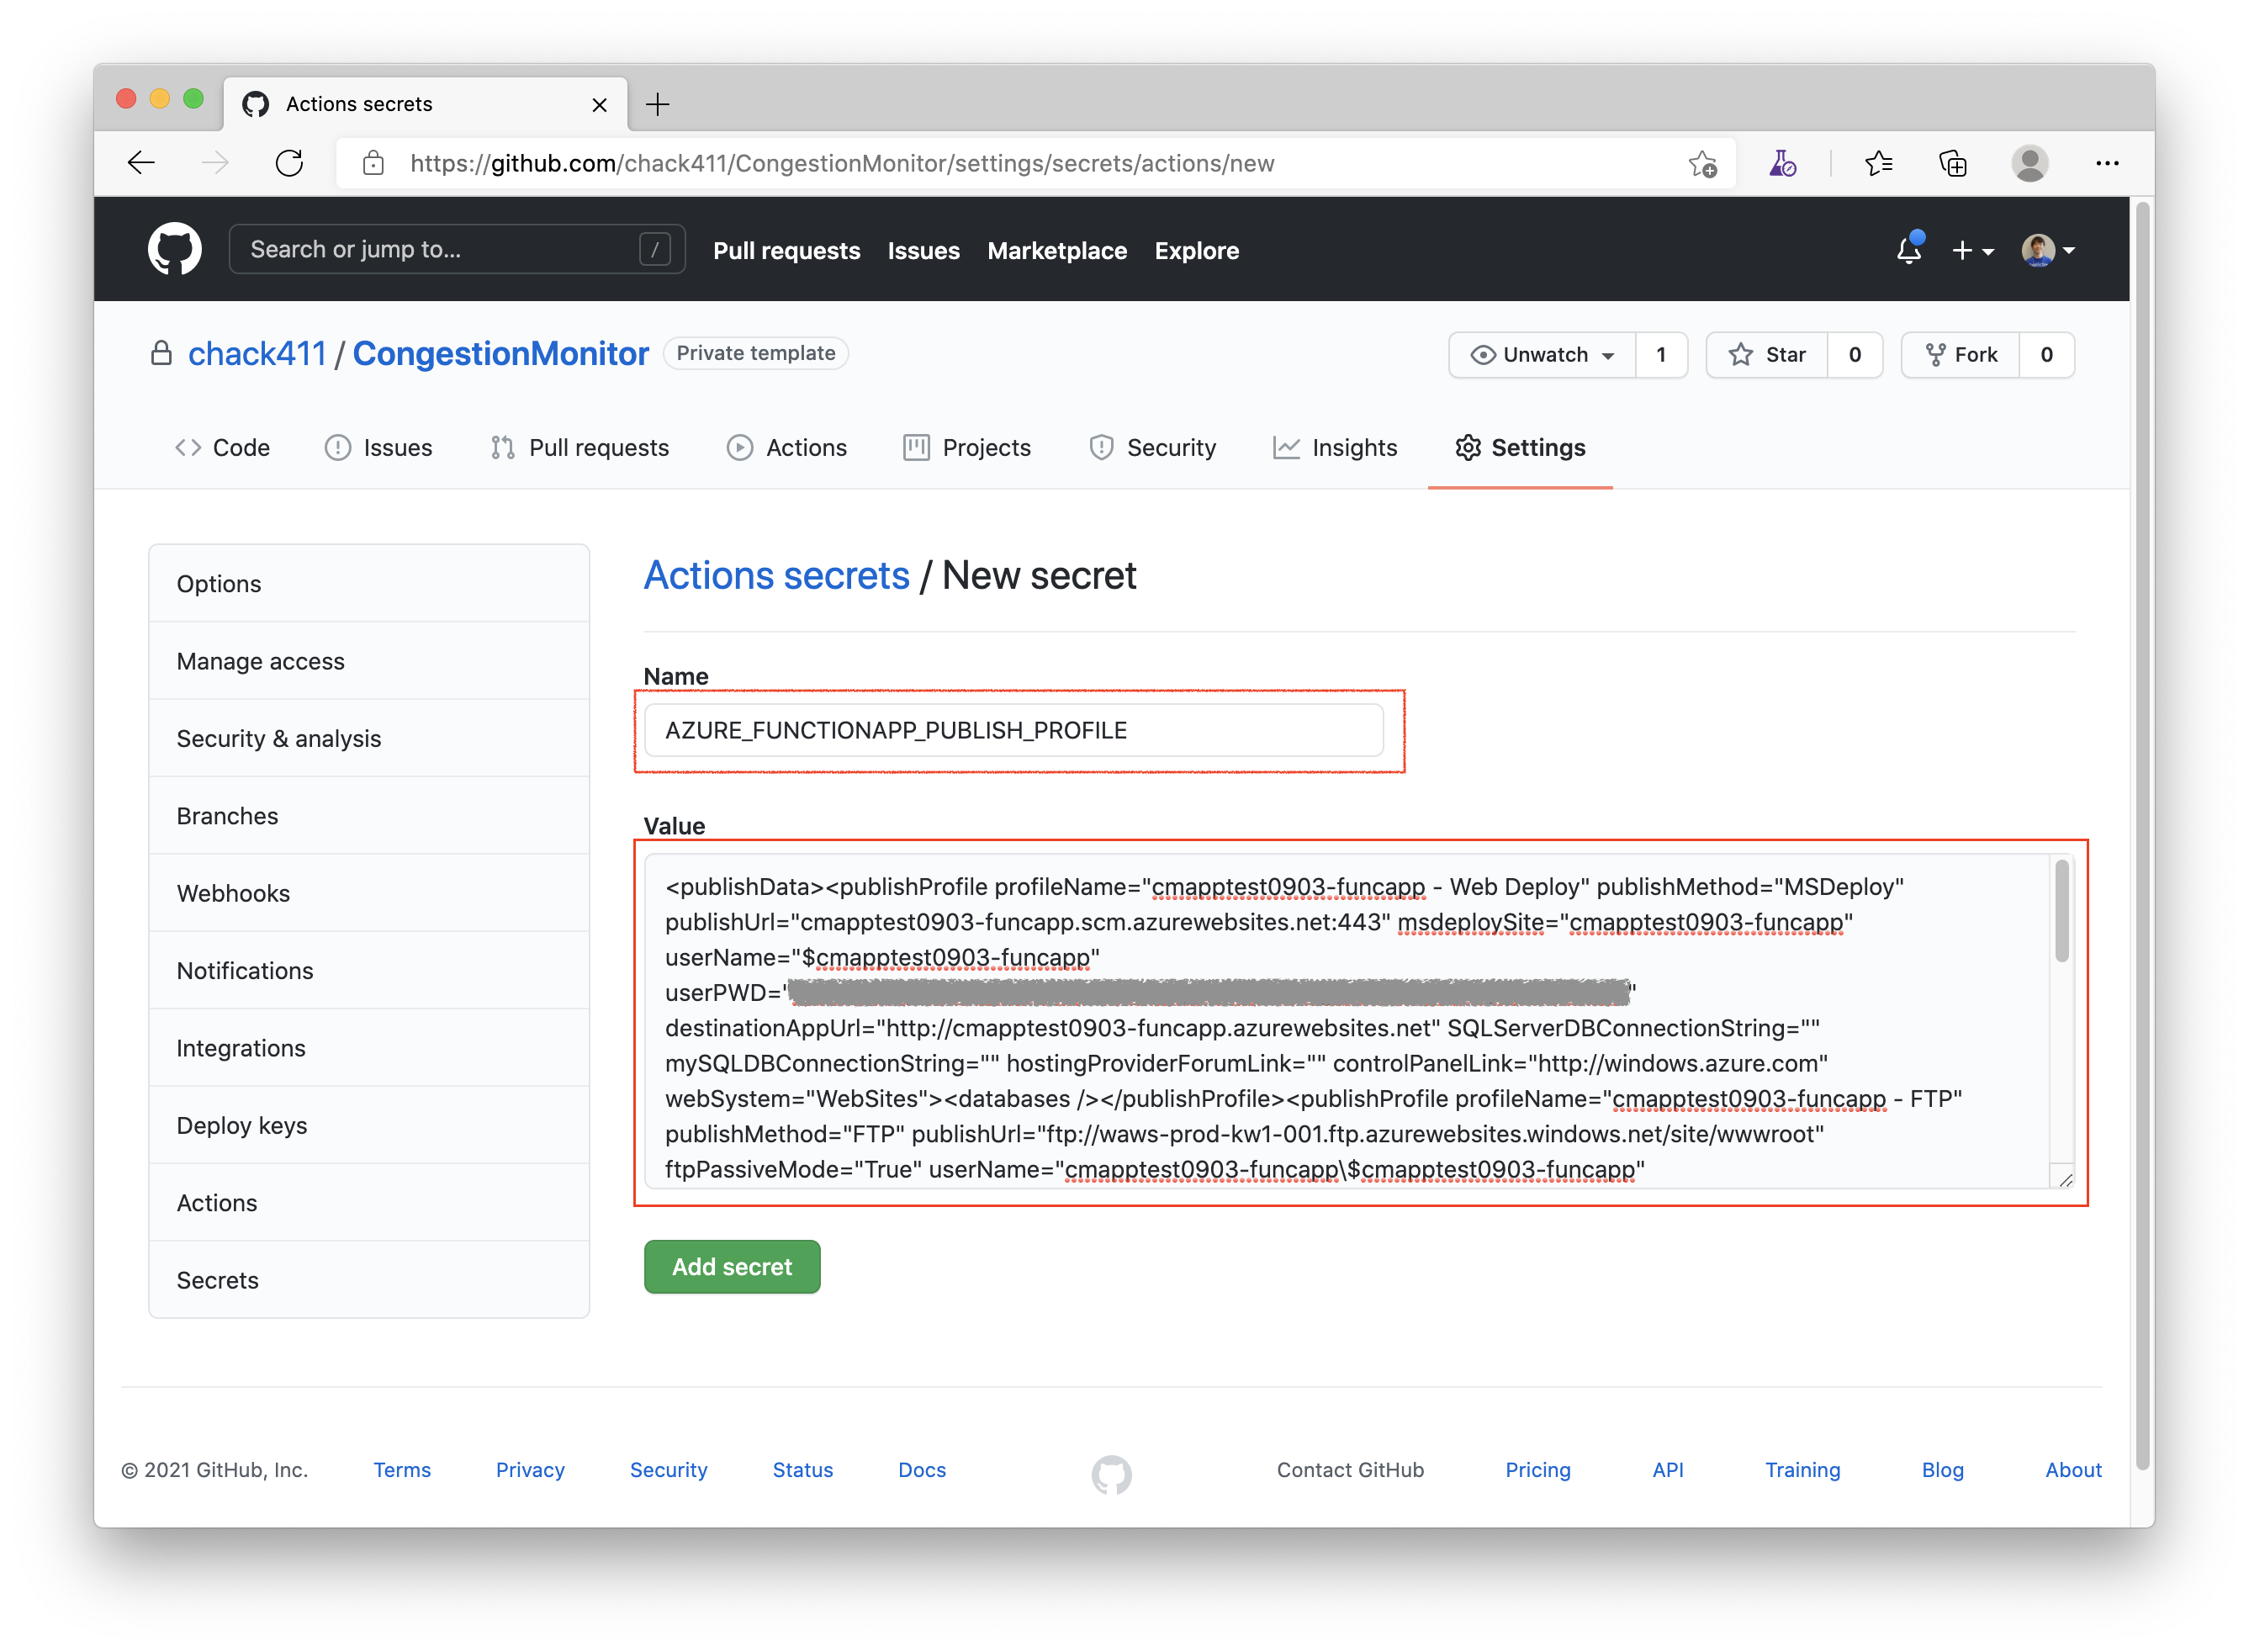 Actions secrets
https://github.com/chack411/CongestionMonitor/settings/secrets/actions/new
Search or jump to... /
Pull requests Issues Marketplace Explore
chack411 / CongestionMonitor Private template
Unwatch 1 Star 0 Fork 0
Code Issues Pull requests Actions Projects Security Insights Settings
Options
Manage access
Security & analysis
Branches
Webhooks
Notifications
Integrations
Deploy keys
Actions
Secrets
Actions secrets / New secret
Name
AZURE_FUNCTIONAPP_PUBLISH_PROFILE
Value
<publishData><publishProfile profileName="cmapptest0903-funcapp - Web Deploy" publishMethod="MSDeploy"
publishUrl="cmapptest0903-funcapp.scm.azurewebsites.net:443" msdeploySite="cmapptest0903-funcapp"
userName="$cmapptest0903-funcapp"
userPWD=" "
destinationAppUrl="http://cmapptest0903-funcapp.azurewebsites.net" SQLServerDBConnectionString=""
mySQLDBConnectionString="" hostingProviderForumLink="" controlPanelLink="http://windows.azure.com"
webSystem="WebSites"><databases /></publishProfile><publishProfile profileName="cmapptest0903-funcapp - FTP"
publishMethod="FTP" publishUrl="ftp://waws-prod-kw1-001.ftp.azurewebsites.windows.net/site/wwwroot"
ftpPassiveMode="True" userName="cmapptest0903-funcapp\$cmapptest0903-funcapp"
Add secret
© 2021 GitHub, Inc. Terms Privacy Security Status Docs Contact GitHub Pricing API Training Blog About